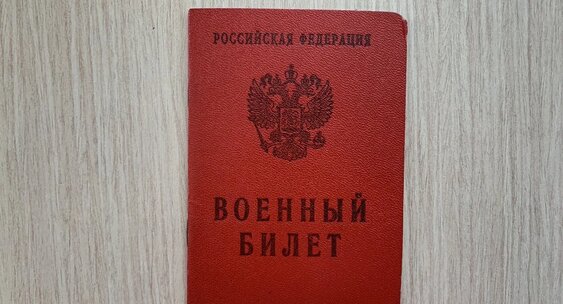 РОССИЙСКАЯ ФЕДЕРАЦИЯ
ВОЕННЫЙ
БИЛЕТ